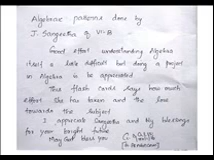 Algebraic patterns done by
J. Sangeetha of VI-B
Good effort understanding Algebra
itself a little difficult but doing a project
in Algebra is to be appreciated
This flash cards says how much
effort she has taken and the love
towards the subject
I appreciate Sangeetha and my blessings
for your bright future
May God bless you